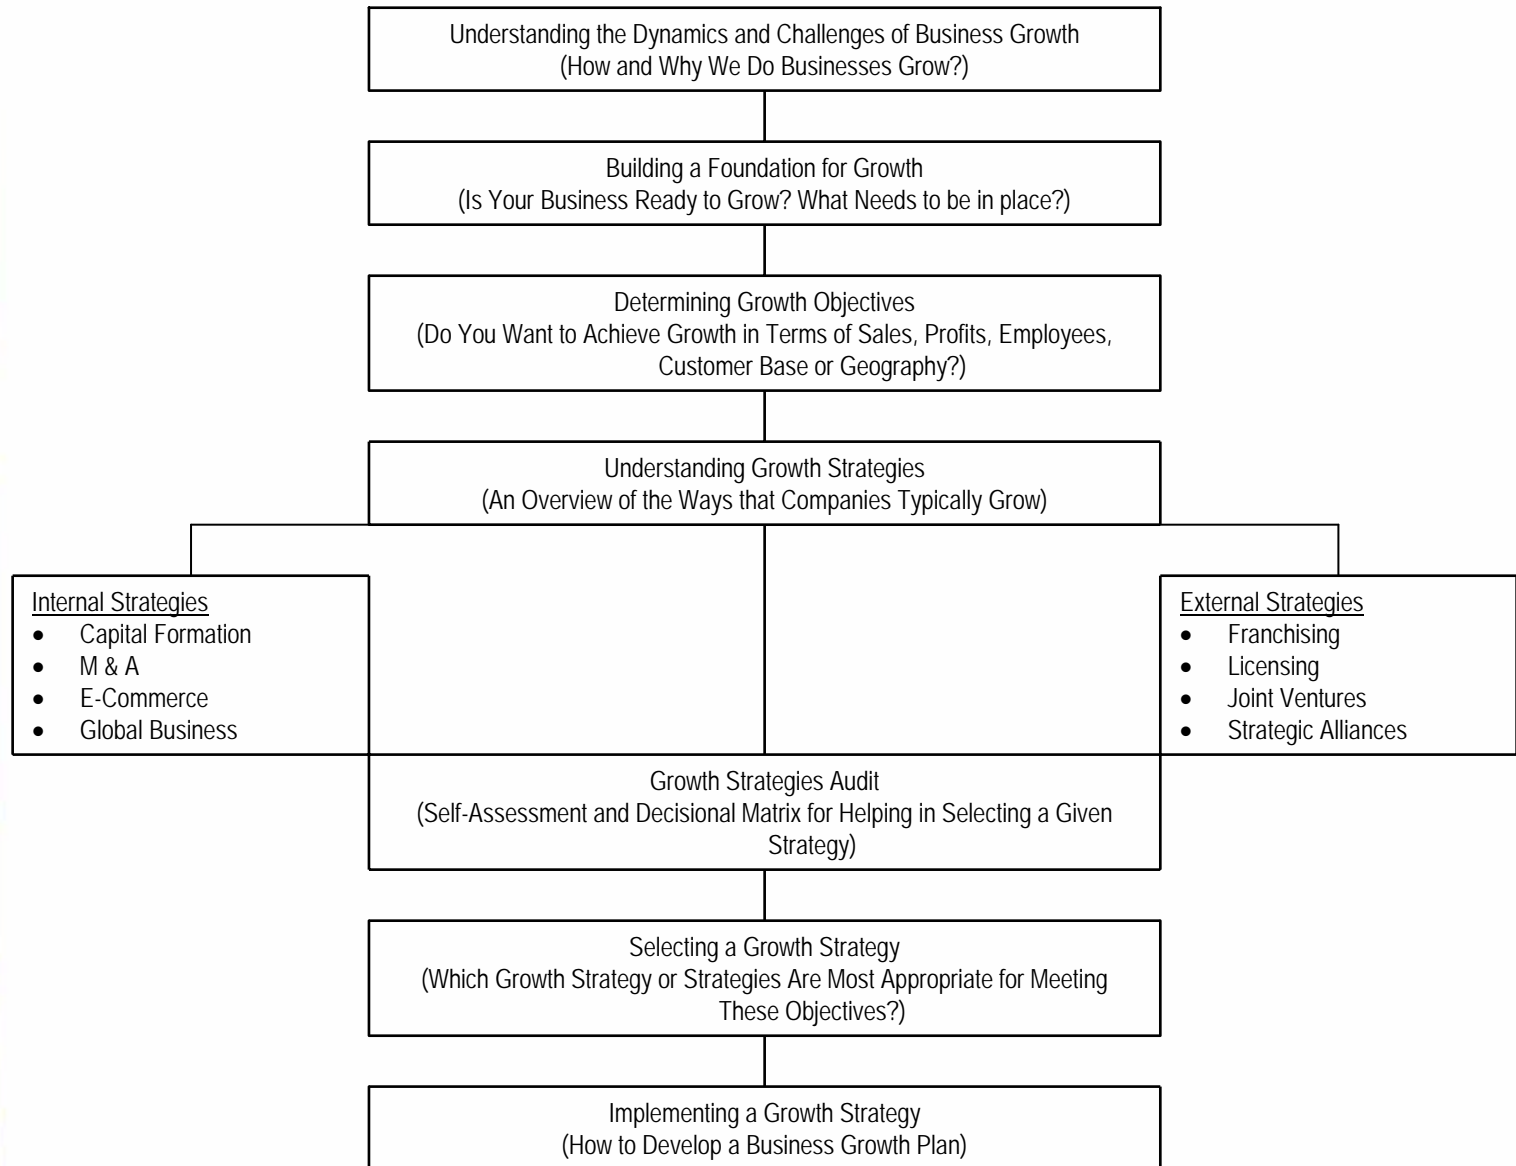 Understanding the Dynamics and Challenges of Business Growth
(How and Why We Do Businesses Grow?)
Building a Foundation for Growth
(Is Your Business Ready to Grow? What Needs to be in place?)
Determining Growth Objectives
(Do You Want to Achieve Growth in Terms of Sales, Profits, Employees,
Customer Base or Geography?)
Understanding Growth Strategies
(An Overview of the Ways that Companies Typically Grow)
Internal Strategies
• Capital Formation
• M & A
• E-Commerce
• Global Business
External Strategies
• Franchising
• Licensing
• Joint Ventures
• Strategic Alliances
Growth Strategies Audit
(Self-Assessment and Decisional Matrix for Helping in Selecting a Given
Strategy)
Selecting a Growth Strategy
(Which Growth Strategy or Strategies Are Most Appropriate for Meeting
These Objectives?)
Implementing a Growth Strategy
(How to Develop a Business Growth Plan)